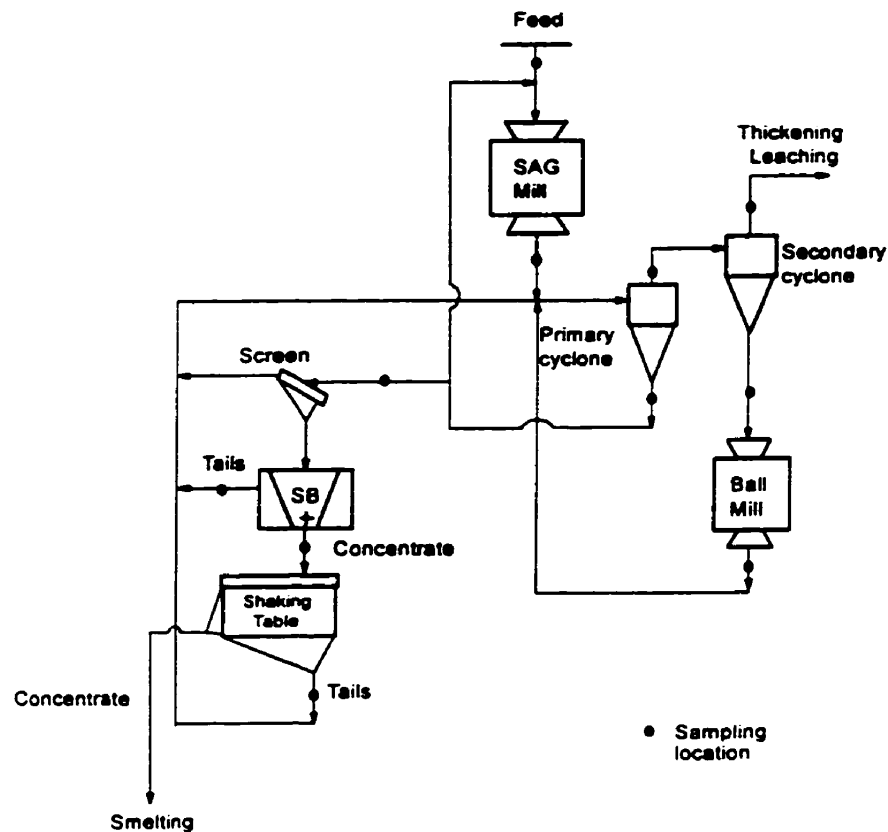 Feed
SAG
Mill
Thickening
Leaching
Secondary
cyclone
Primary
cyclone
Screen
Tails
SB
Ball
Mill
Concentrate
Shaking
Table
Tails
Concentrate
Sampling
location
Smelting